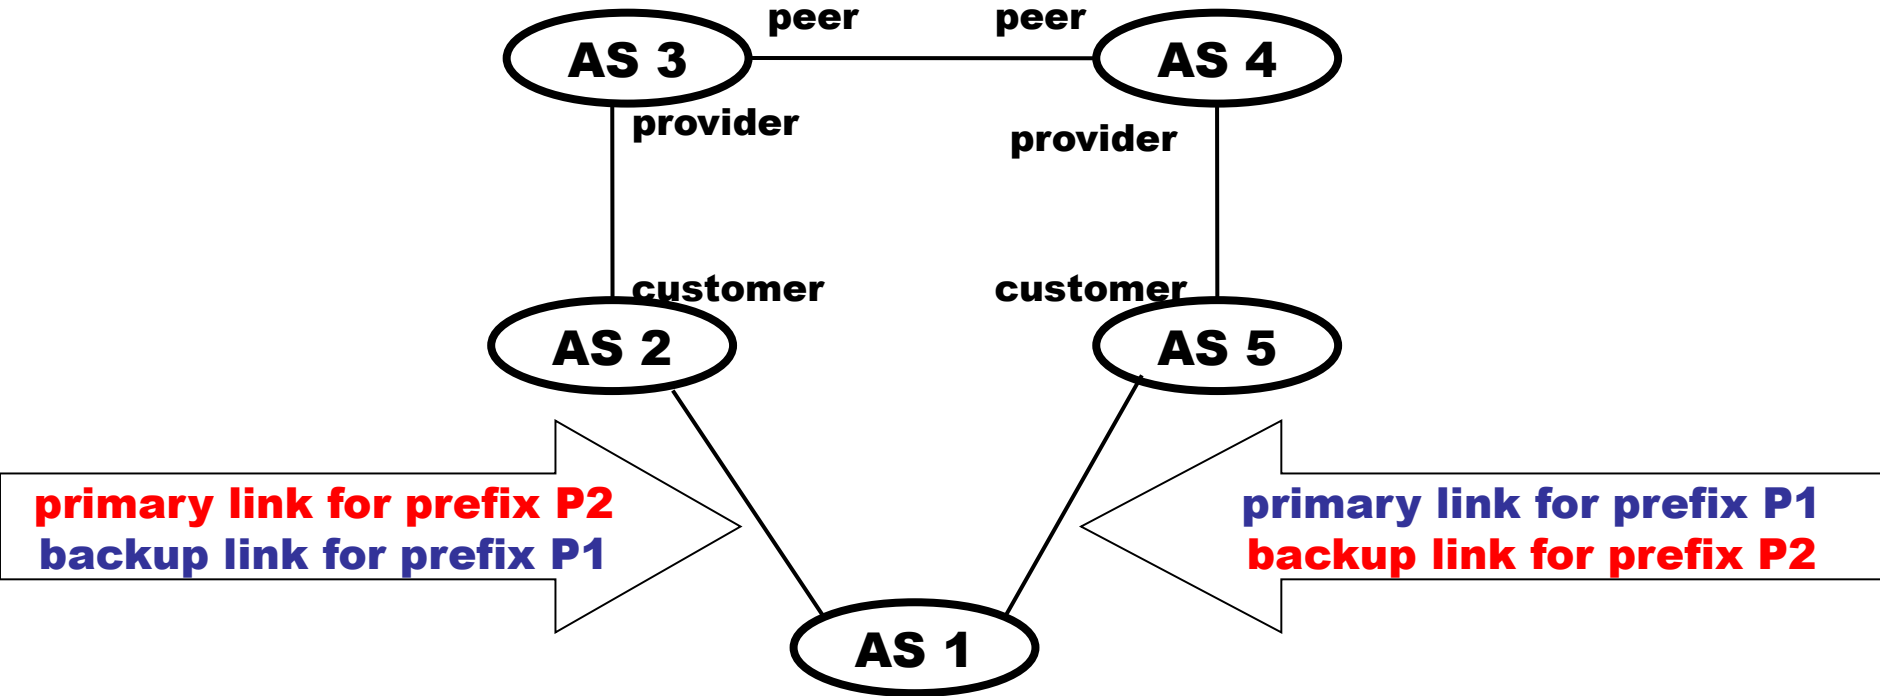 peer
peer
AS 3
AS 4
provider
provider
customer
customer
AS 2
AS 5
primary link for prefix P2
backup link for prefix P1
primary link for prefix P1
backup link for prefix P2
AS 1